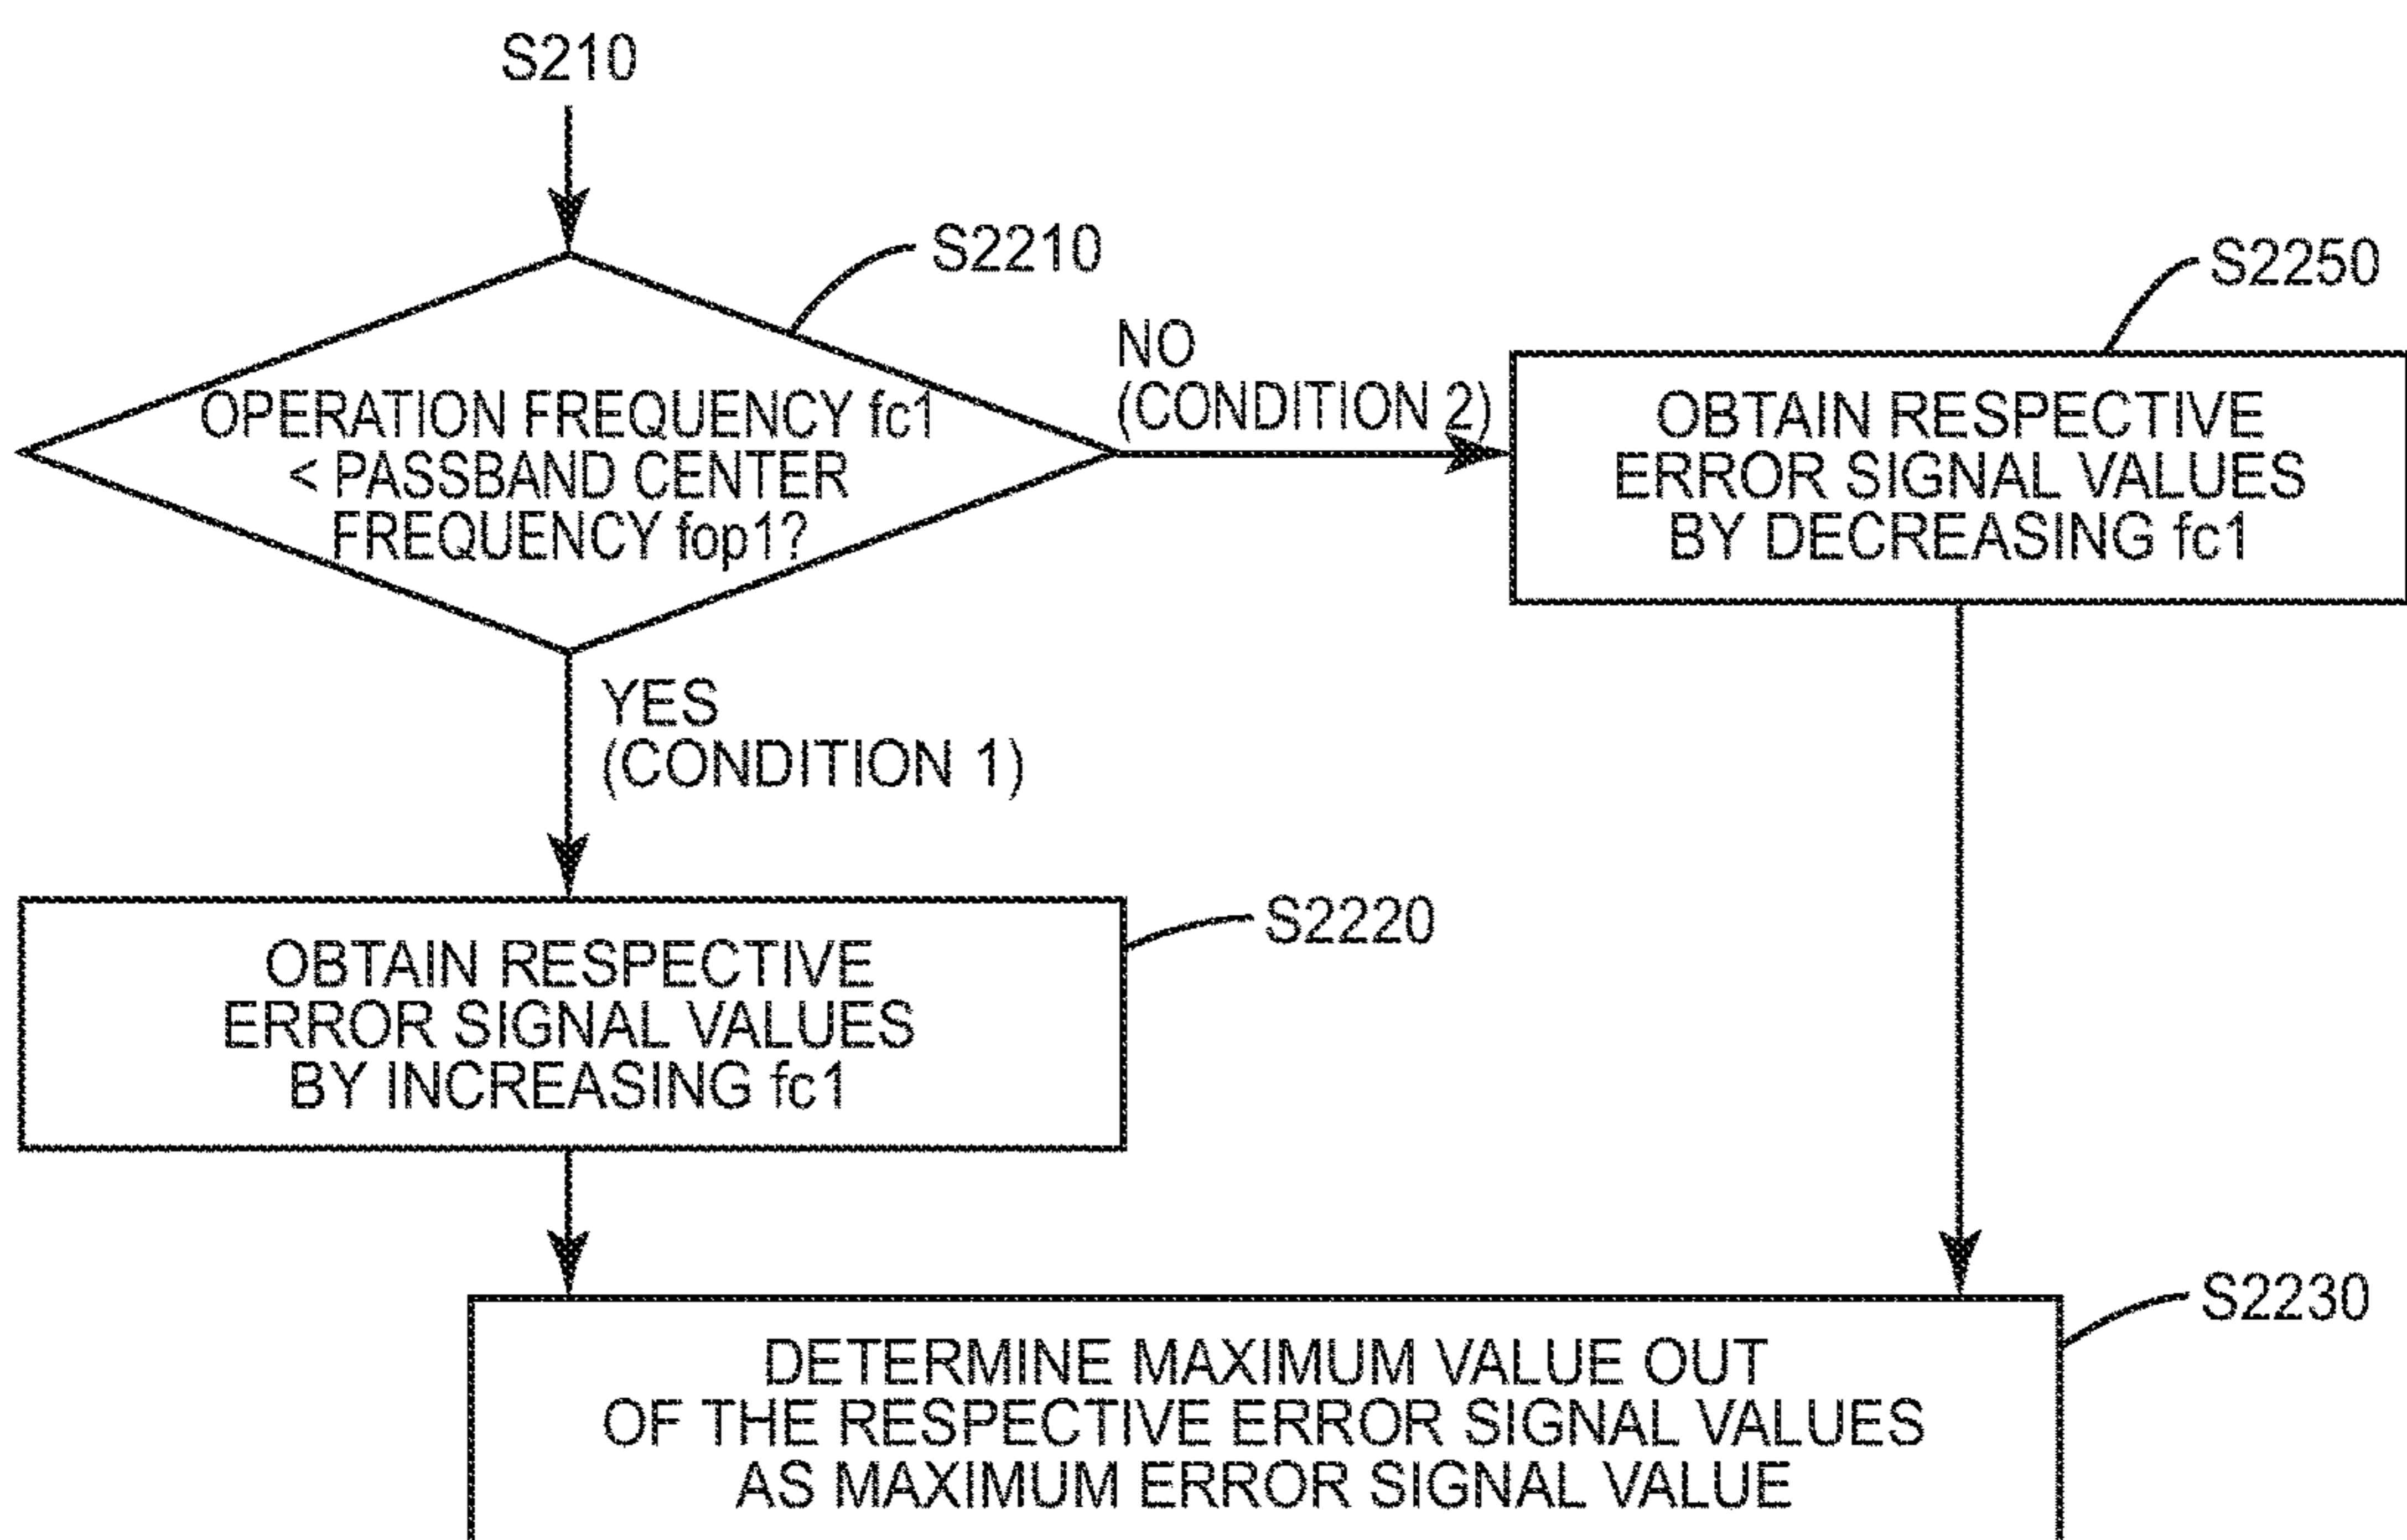 S210
S2210
OPERATION FREQUENCY fc1
< PASSBAND CENTER
FREQUENCY fop1?
NO
(CONDITION 2)
S2250
OBTAIN RESPECTIVE
ERROR SIGNAL VALUES
BY DECREASING fc1
YES
(CONDITION 1)
S2220
OBTAIN RESPECTIVE
ERROR SIGNAL VALUES
BY INCREASING fc1
S2230
DETERMINE MAXIMUM VALUE OUT
OF THE RESPECTIVE ERROR SIGNAL VALUES
AS MAXIMUM ERROR SIGNAL VALUE